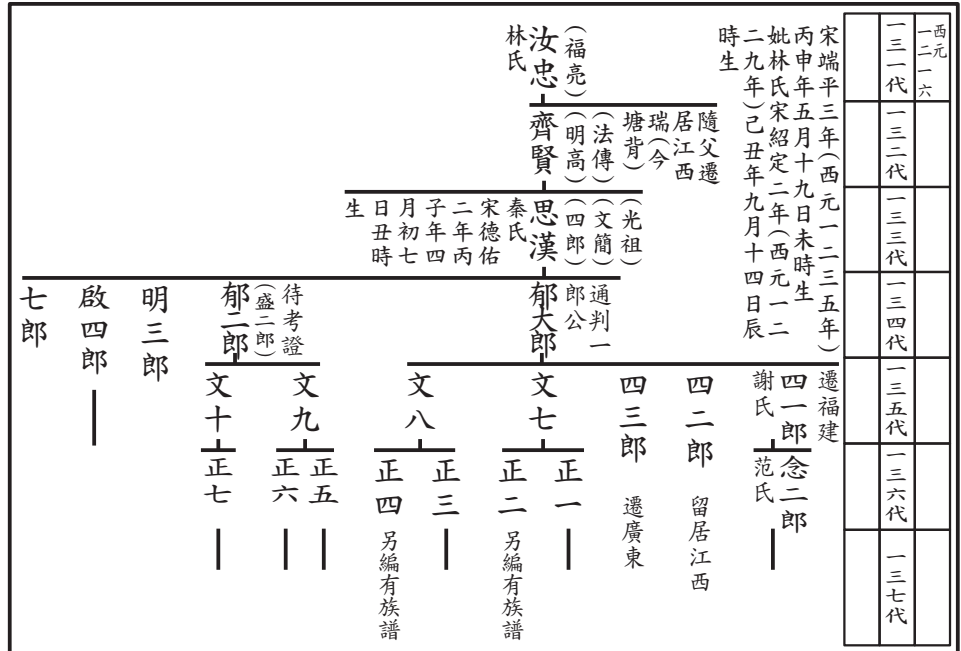 西元
一二一六
一三一代
一三二代
一三三代
一三四代
一三五代
一三六代
一三七代
宋端平三年(西元一二三五年)
丙申年五月十九日未時生
妣林氏宋紹定二年(西元一二
二九年)己丑年九月十四日辰
時生
(福亮)
汝忠
林氏
隨父遷
居江西
瑞(今
塘背)
(法傳)
(明高)
齊賢
(光祖)
(文簡)
(四郎)
思漢
秦氏
宋德佑
二年丙
子年四
月初七
日丑時
生
通判一
郎公
郁大郎
待考證
(盛二郎)
郁二郎
明三郎
啟四郎
七郎
遷福建
四一郎
謝氏
四二郎
留居江西
四三郎
遷廣東
文七
文八
文九
文十
念二郎
范氏
正一
正二
另編有族譜
正三
正四
另編有族譜
正五
正六
正七